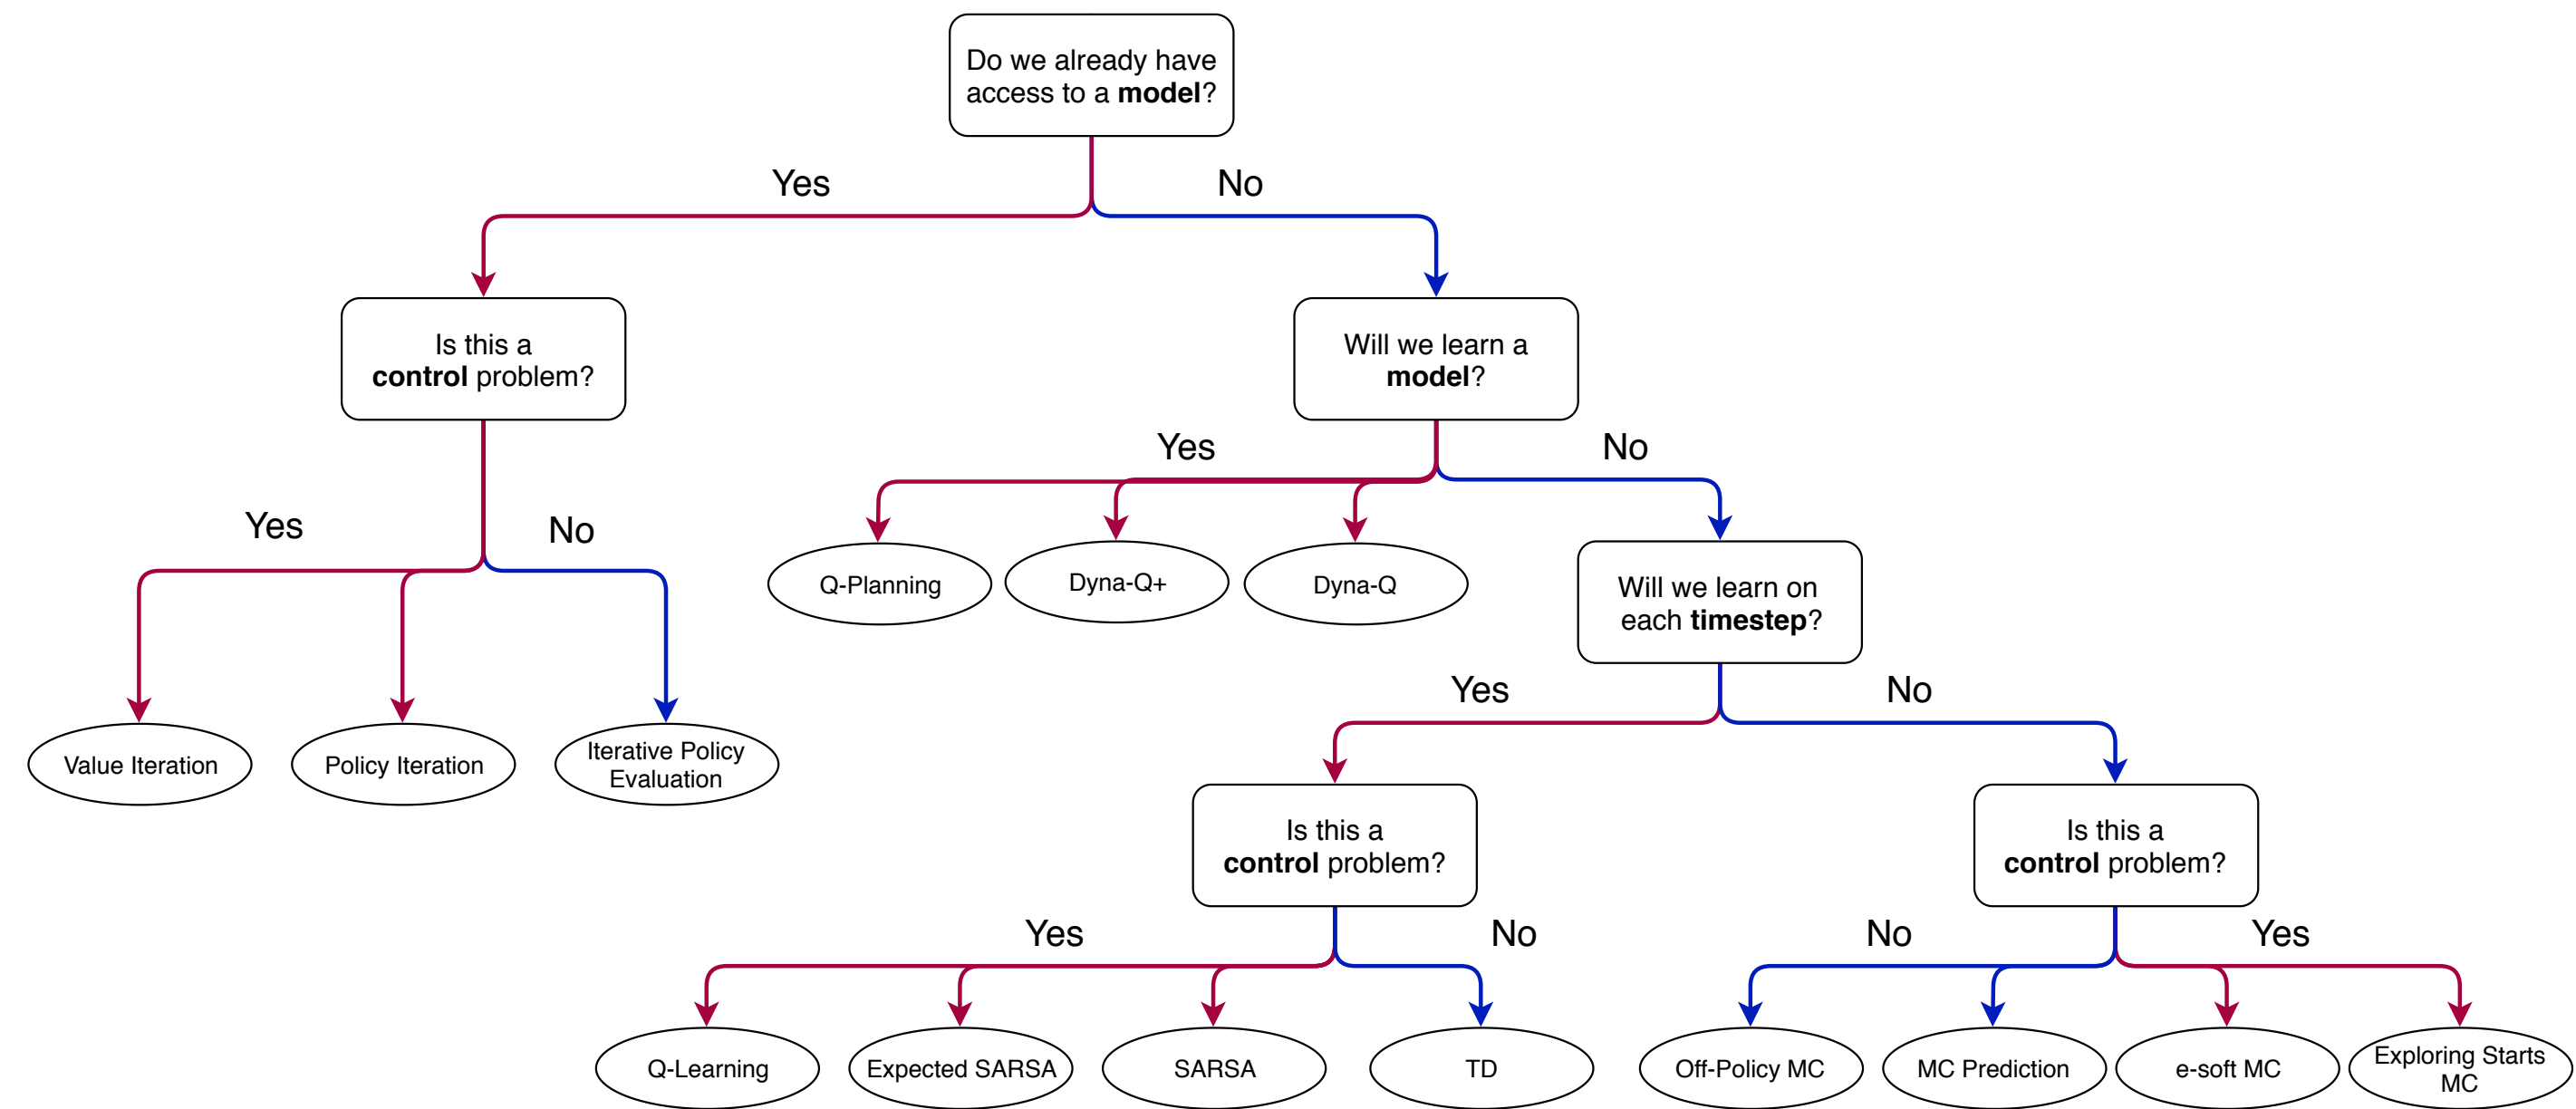 Do we already have
access to a model?
Yes
No
Is this a
control problem?
Will we learn a
model?
Yes
No
Yes
No
Q-Planning
Dyna-Q+
Dyna-Q
Will we learn on
each timestep?
Yes
No
Value Iteration
Policy Iteration
Iterative Policy
Evaluation
Is this a
control problem?
Is this a
control problem?
Yes
No
No
Yes
Q-Learning
Expected SARSA
SARSA
TD
Off-Policy MC
MC Prediction
e-soft MC
Exploring Starts
MC